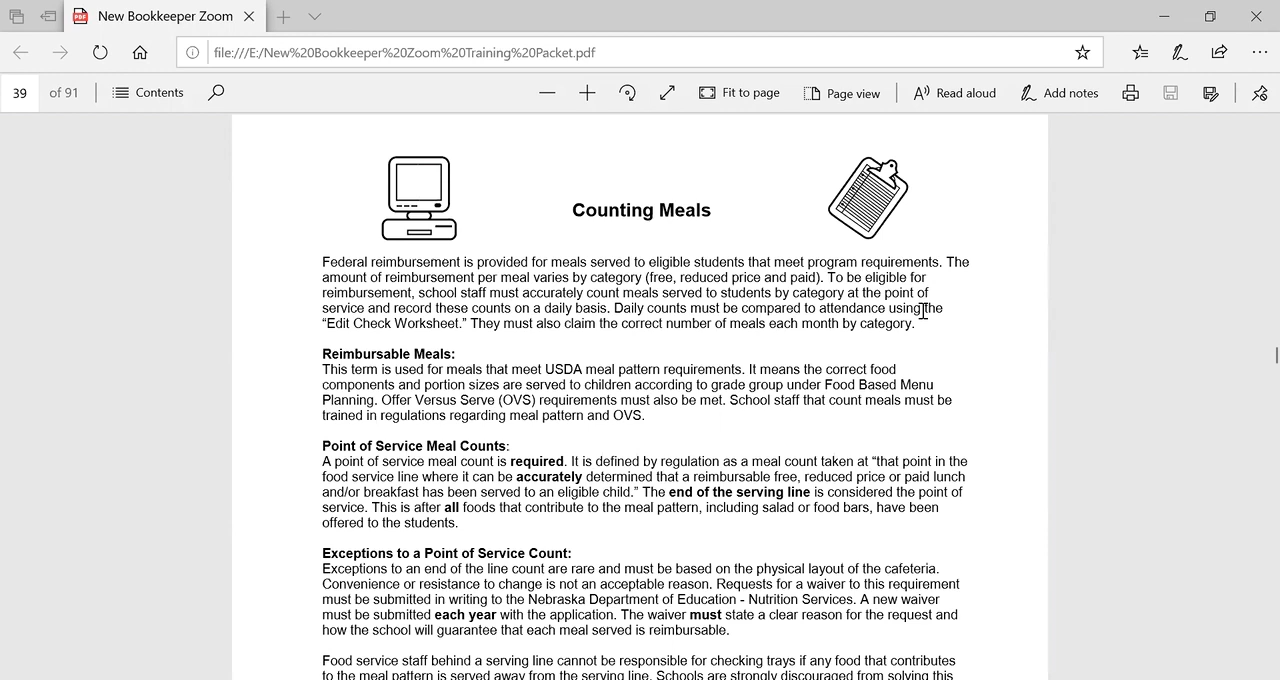 New Bookkeeper Zoom
file:///E:/New%20Bookkeeper%20Zoom%20Training%20Packet.pdf
39 of 91 Contents Fit to page Page view Read aloud Add notes
Counting Meals
Federal reimbursement is provided for meals served to eligible students that meet program requirements. The
amount of reimbursement per meal varies by category (free, reduced price and paid). To be eligible for
reimbursement, school staff must accurately count meals served to students by category at the point of
service and record these counts on a daily basis. Daily counts must be compared to attendance using the
“Edit Check Worksheet.” They must also claim the correct number of meals each month by category.
Reimbursable Meals:
This term is used for meals that meet USDA meal pattern requirements. It means the correct food
components and portion sizes are served to children according to grade group under Food Based Menu
Planning. Offer Versus Serve (OVS) requirements must also be met. School staff that count meals must be
trained in regulations regarding meal pattern and OVS.
Point of Service Meal Counts:
A point of service meal count is required. It is defined by regulation as a meal count taken at “that point in the
food service line where it can be accurately determined that a reimbursable free, reduced price or paid lunch
and/or breakfast has been served to an eligible child.” The end of the serving line is considered the point of
service. This is after all foods that contribute to the meal pattern, including salad or food bars, have been
offered to the students.
Exceptions to a Point of Service Count:
Exceptions to an end of the line count are rare and must be based on the physical layout of the cafeteria.
Convenience or resistance to change is not an acceptable reason. Requests for a waiver to this requirement
must be submitted in writing to the Nebraska Department of Education - Nutrition Services. A new waiver
must be submitted each year with the application. The waiver must state a clear reason for the request and
how the school will guarantee that each meal served is reimbursable.
Food service staff behind a serving line cannot be responsible for checking trays if any food that contributes
to the meal pattern is served away from the serving line. Schools are strongly discouraged from solving this